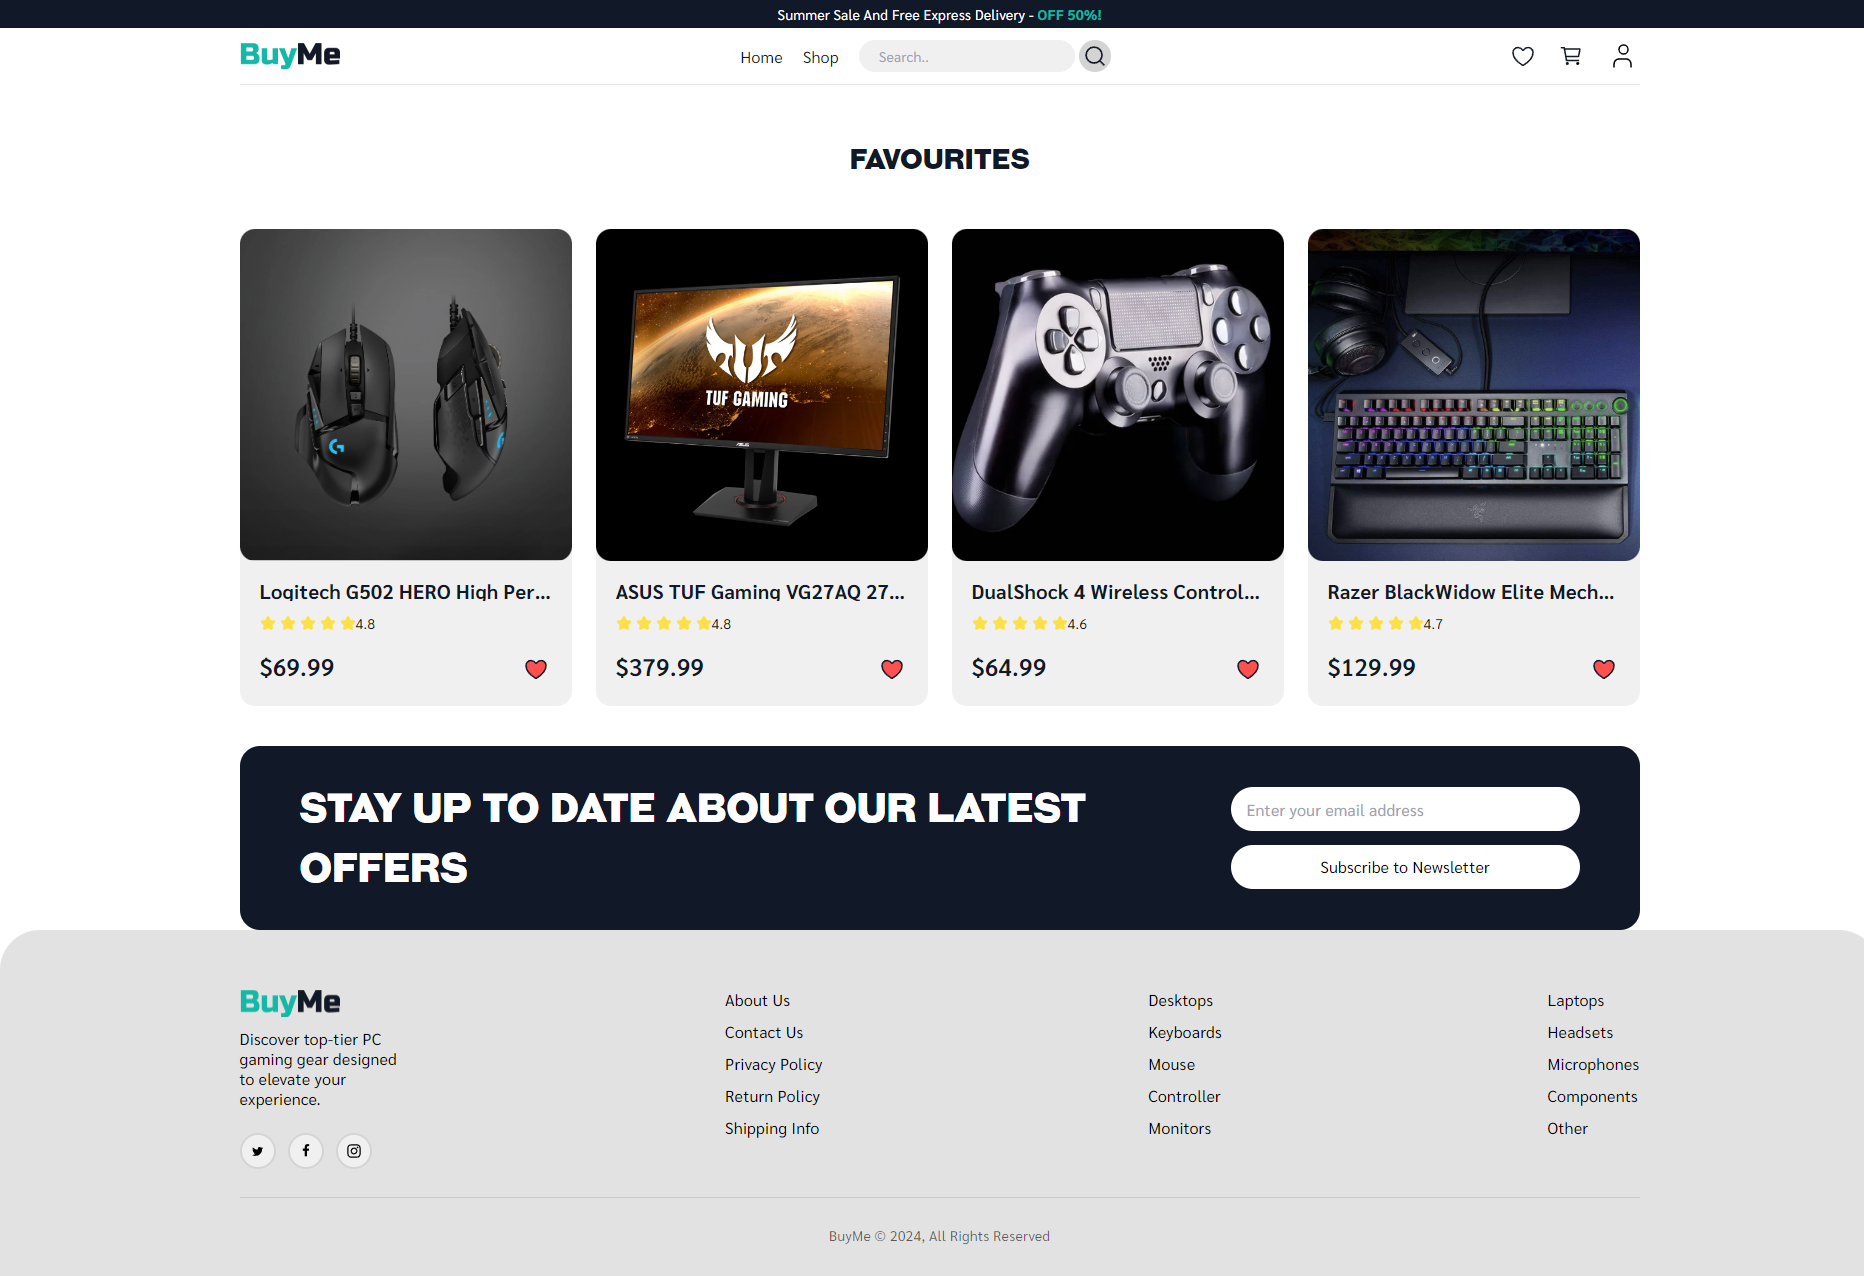 Summer Sale And Free Express Delivery - OFF 50%!
BuyMe
Home
Shop
Search..
FAVOURITES
TUF GAMING
ASUS
Logitech G502 HERO High Per...
4.8
$69.99
ASUS TUF Gaming VG27AQ 27...
4.8
$379.99
DualShock 4 Wireless Control...
4.6
$64.99
Razer BlackWidow Elite Mech...
4.7
$129.99
STAY UP TO DATE ABOUT OUR LATEST
OFFERS
Enter your email address
Subscribe to Newsletter
BuyMe
Discover top-tier PC
gaming gear designed
to elevate your
experience.
About Us
Contact Us
Privacy Policy
Return Policy
Shipping Info
Desktops
Keyboards
Mouse
Controller
Monitors
Laptops
Headsets
Microphones
Components
Other
BuyMe © 2024, All Rights Reserved